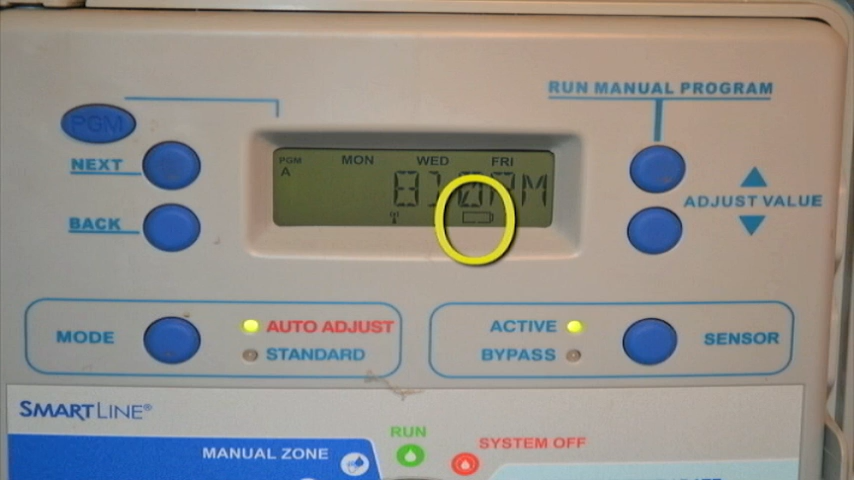 PGM
RUN MANUAL PROGRAM
PGM MON WED FRI
A
NEXT
BACK
ADJUST VALUE
MODE
AUTO ADJUST
STANDARD
ACTIVE
BYPASS
SENSOR
SMARTLINE®
MANUAL ZONE
RUN
SYSTEM OFF